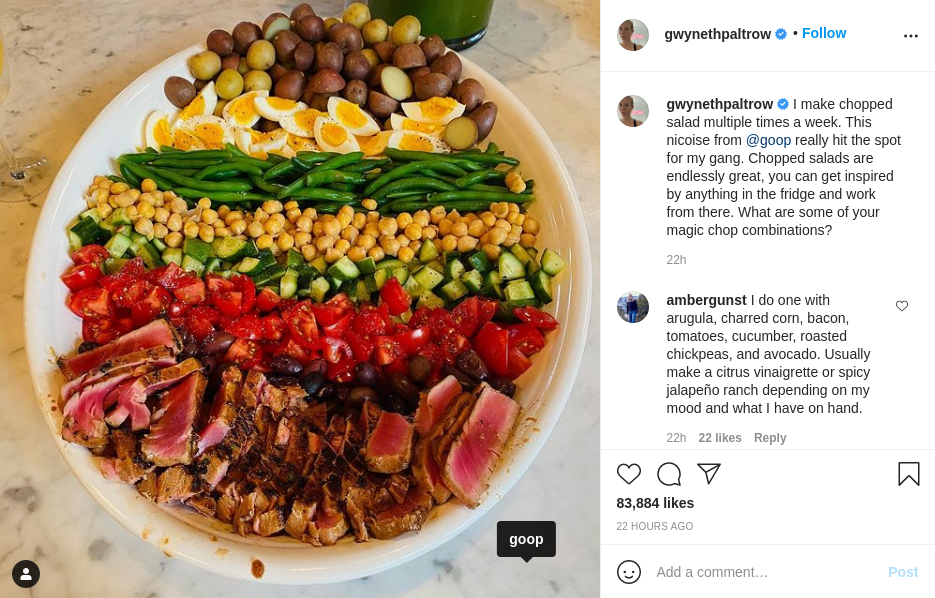 gwynethpaltrow • Follow
gwynethpaltrow I make chopped
salad multiple times a week. This
nicoise from @goop really hit the spot
for my gang. Chopped salads are
endlessly great, you can get inspired
by anything in the fridge and work
from there. What are some of your
magic chop combinations?
22h
ambergunst I do one with
arugula, charred corn, bacon,
tomatoes, cucumber, roasted
chickpeas, and avocado. Usually
make a citrus vinaigrette or spicy
jalapeño ranch depending on my
mood and what I have on hand.
22h 22 likes Reply
83,884 likes
22 HOURS AGO
Add a comment… Post
goop